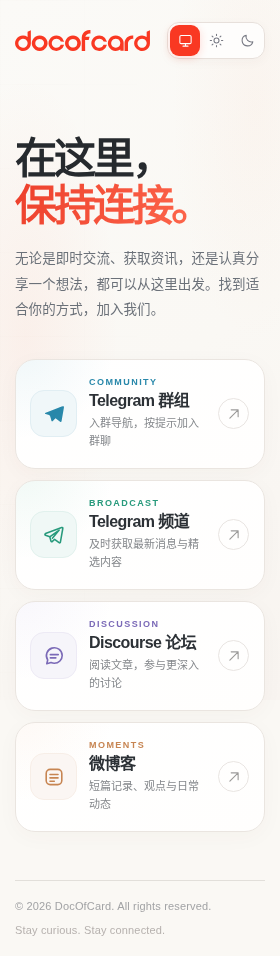 docofcard
在这里，
保持连接。
无论是即时交流、获取资讯，还是认真分
享一个想法，都可以从这里出发。找到适
合你的方式，加入我们。
COMMUNITY
Telegram 群组
入群导航，按提示加入
群聊
BROADCAST
Telegram 频道
及时获取最新消息与精
选内容
DISCUSSION
Discourse 论坛
阅读文章，参与更深入
的讨论
MOMENTS
微博客
短篇记录、观点与日常
动态
© 2026 DocOfCard. All rights reserved.
Stay curious. Stay connected.